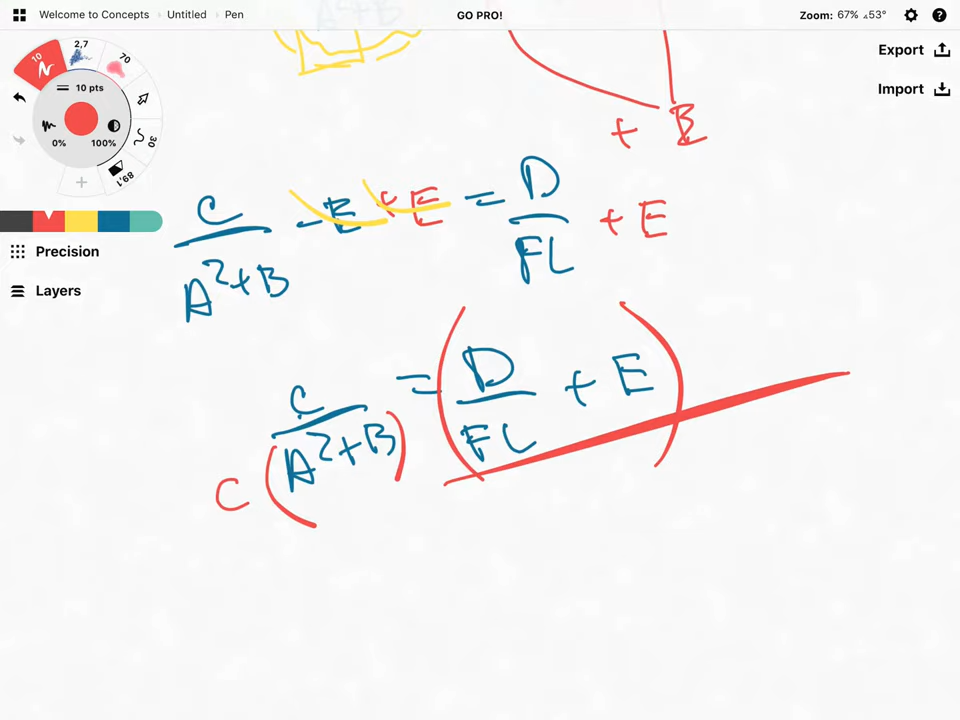 Welcome to Concepts > Untitled > Pen
GO PRO!
Zoom: 67% ⊿53°
Export
Import
10
2,7
70
10 pts
0%
100%
30
89,1
Precision
Layers
A²+B
+ E
C/(A²+B) - E + E = D/FL + E
C/(A²+B) = (D/FL + E)
C (